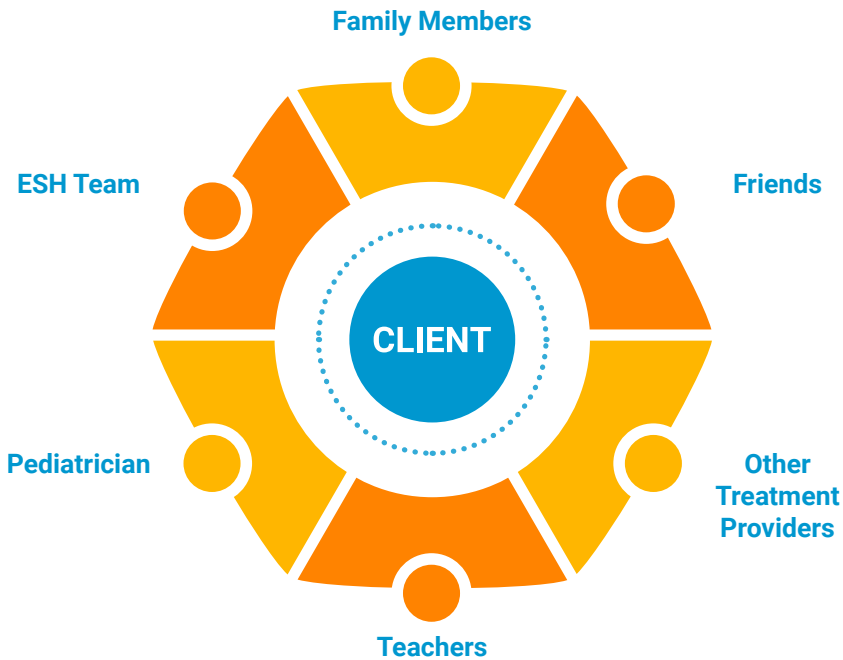 Family Members
ESH Team
Friends
CLIENT
Pediatrician
Other
Treatment
Providers
Teachers